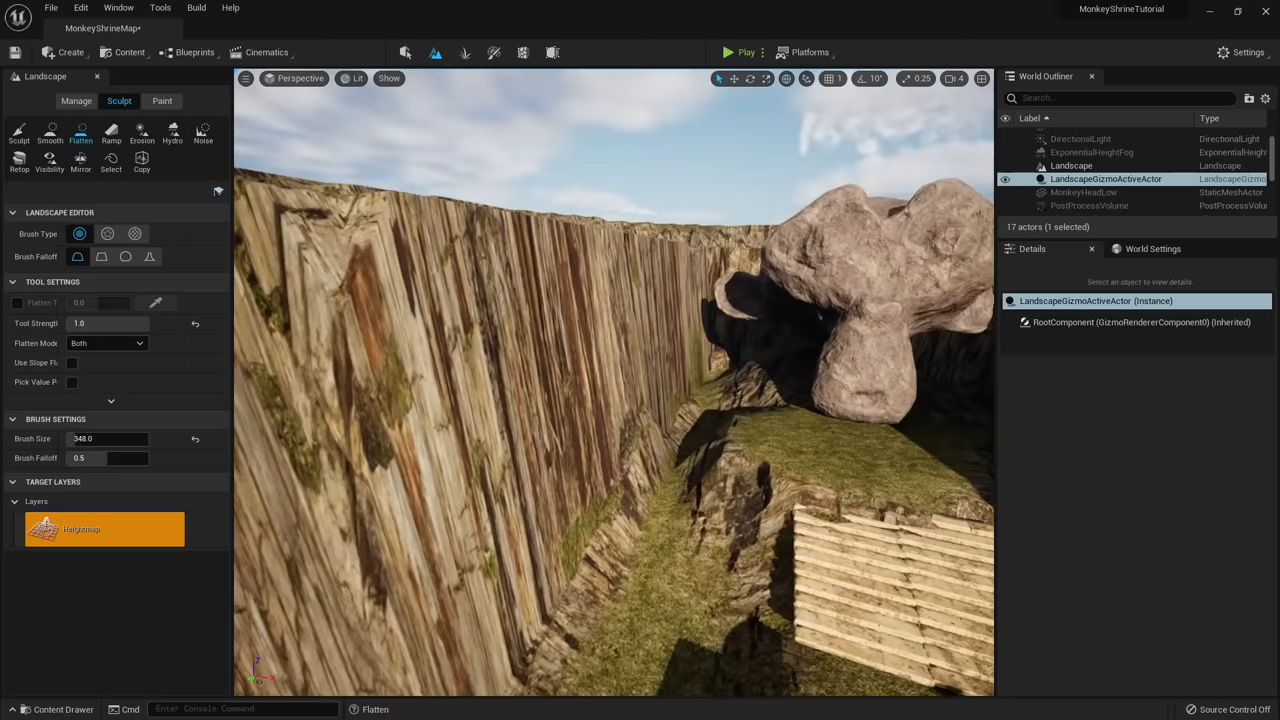 File Edit Window Tools Build Help
MonkeyShrineTutorial
MonkeyShrineMap*
Create Content Blueprints Cinematics Play Platforms Settings
Landscape
Manage Sculpt Paint
Sculpt Smooth Flatten Ramp Erosion Hydro Noise
Retop Visibility Mirror Select Copy
LANDSCAPE EDITOR
Brush Type
Brush Falloff
TOOL SETTINGS
Flatten T 0.0
Tool Strengtl 1.0
Flatten Mode Both
Use Slope Fl
Pick Value P
BRUSH SETTINGS
Brush Size 348.0
Brush Falloff 0.5
TARGET LAYERS
Layers
Heightmap
Perspective Lit Show
1 10° 0.25 4
Z
X
World Outliner
Search...
Label Type
DirectionalLight DirectionalLight
ExponentialHeightFog ExponentialHeight
Landscape Landscape
LandscapeGizmoActiveActor LandscapeGizmo
MonkeyHeadLow StaticMeshActor
PostProcessVolume PostProcessVolu
17 actors (1 selected)
Details World Settings
Select an object to view details.
LandscapeGizmoActiveActor (Instance)
RootComponent (GizmoRendererComponent0) (Inherited)
Content Drawer Cmd Enter Console Command Flatten Source Control Off